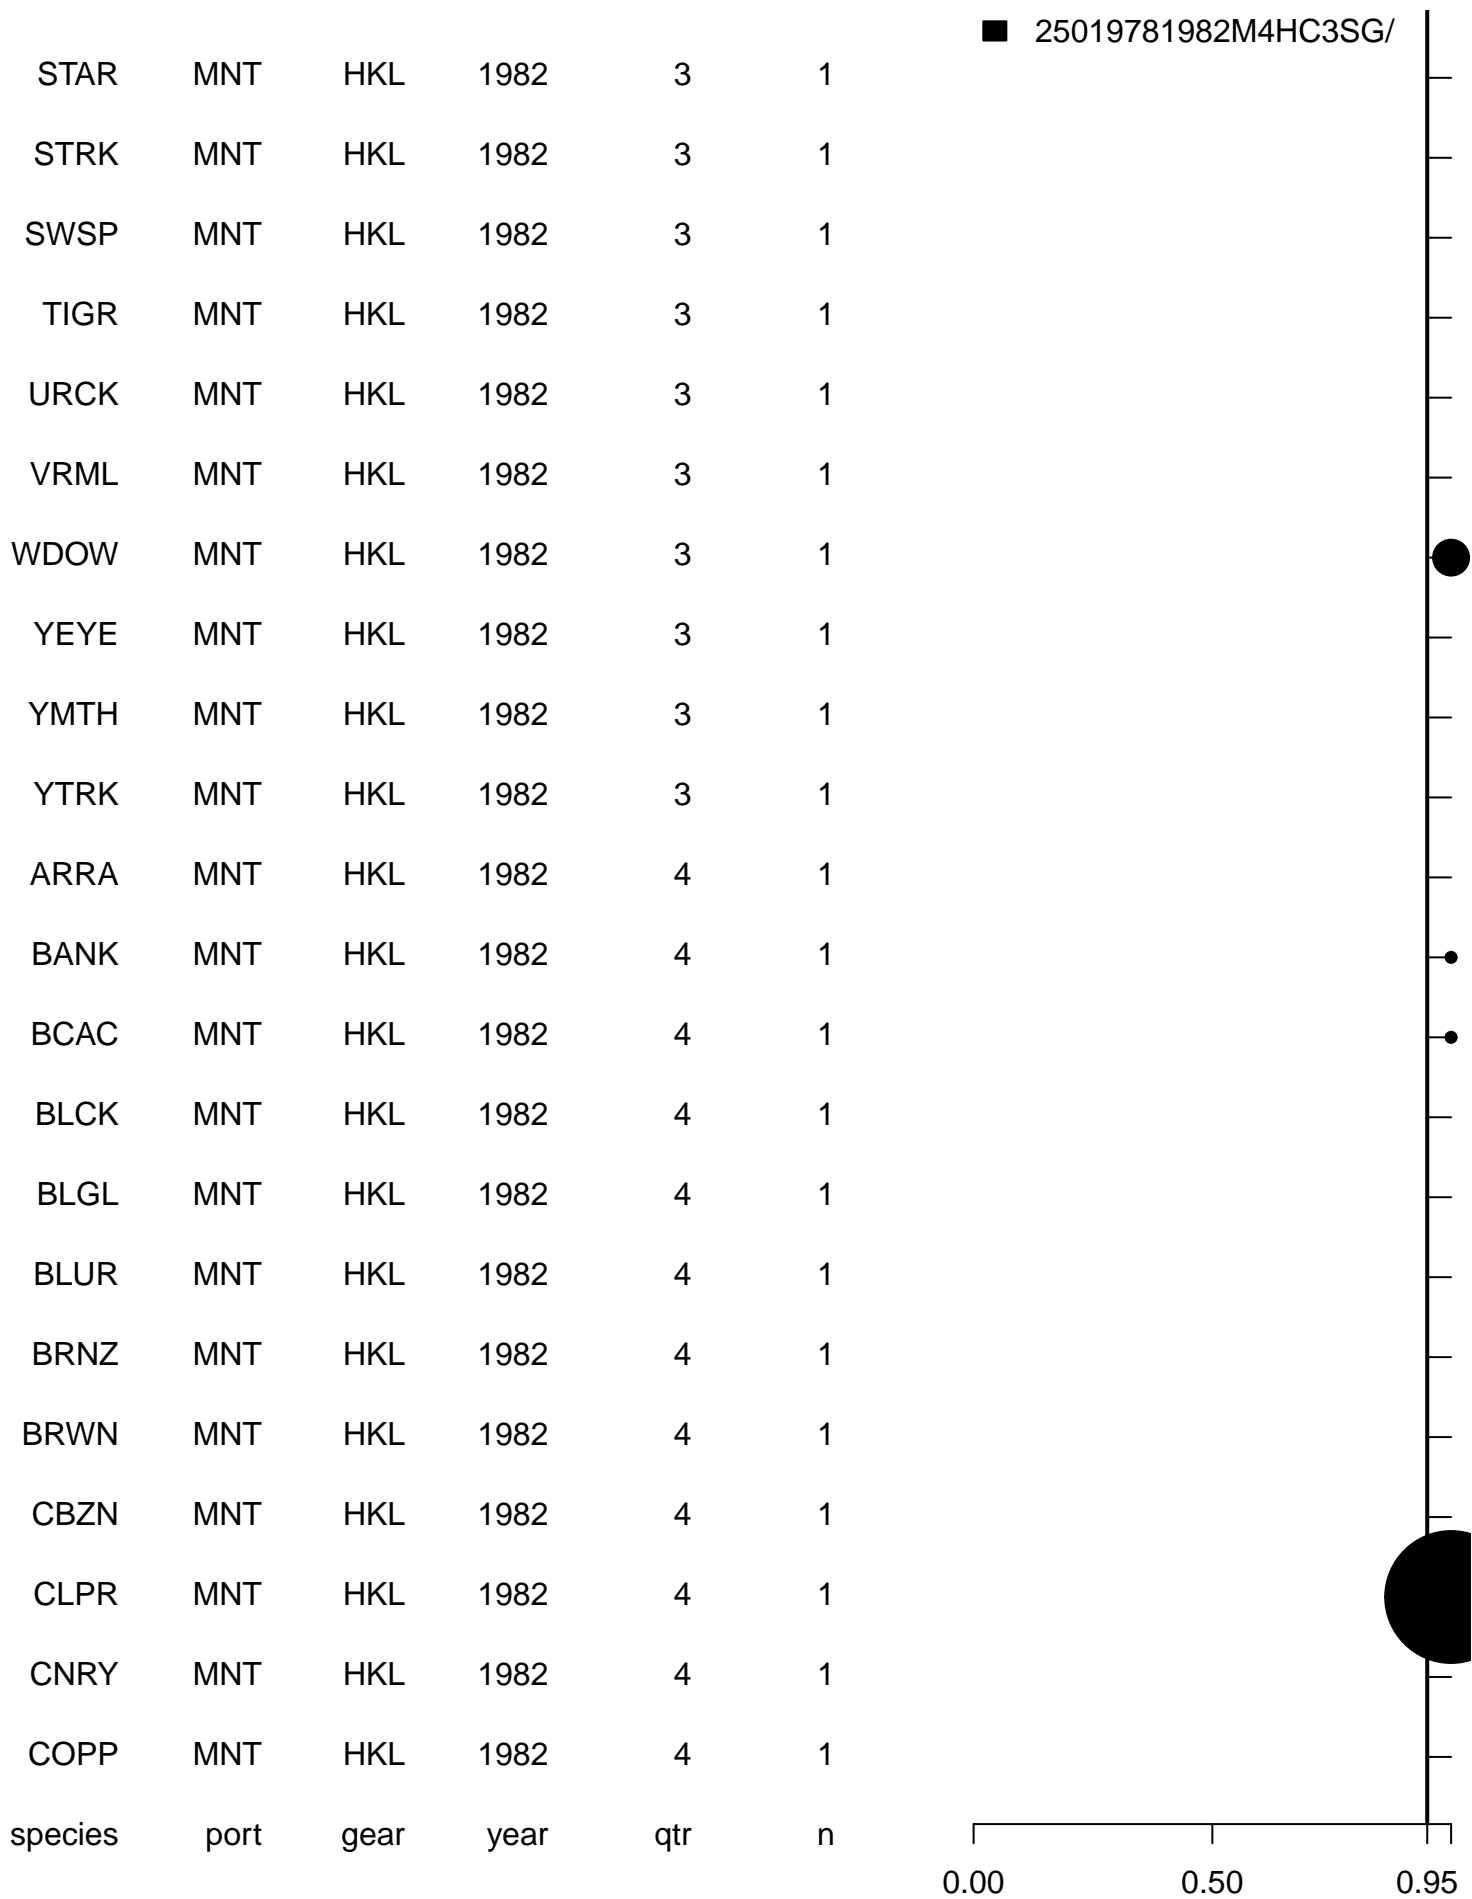 25019781982M4HC3SG/
STAR MNT HKL 1982 3 1
STRK MNT HKL 1982 3 1
SWSP MNT HKL 1982 3 1
TIGR MNT HKL 1982 3 1
URCK MNT HKL 1982 3 1
VRML MNT HKL 1982 3 1
WDOW MNT HKL 1982 3 1
YEYE MNT HKL 1982 3 1
YMTH MNT HKL 1982 3 1
YTRK MNT HKL 1982 3 1
ARRA MNT HKL 1982 4 1
BANK MNT HKL 1982 4 1
BCAC MNT HKL 1982 4 1
BLCK MNT HKL 1982 4 1
BLGL MNT HKL 1982 4 1
BLUR MNT HKL 1982 4 1
BRNZ MNT HKL 1982 4 1
BRWN MNT HKL 1982 4 1
CBZN MNT HKL 1982 4 1
CLPR MNT HKL 1982 4 1
CNRY MNT HKL 1982 4 1
COPP MNT HKL 1982 4 1
species port gear year qtr n
0.00 0.50 0.95